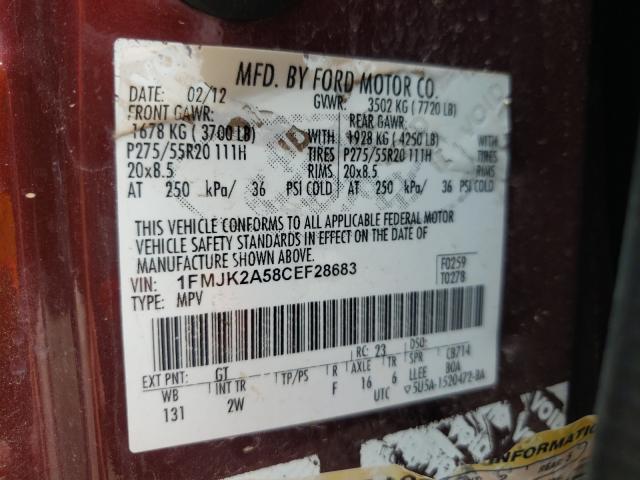 MFD. BY FORD MOTOR CO.
DATE: 02/12 GVWR: 3502 KG ( 7720 LB)
FRONT GAWR: REAR GAWR:
1678 KG ( 3700 LB) WITH 1928 KG ( 4250 LB)
P275/55R20 111H TIRES P275/55R20 111H
20x8.5 RIMS 20x8.5
AT 250 kPa/ 36 PSI COLD AT 250 kPa/ 36 PSI COLD
THIS VEHICLE CONFORMS TO ALL APPLICABLE FEDERAL MOTOR
VEHICLE SAFETY STANDARDS IN EFFECT ON THE DATE OF
MANUFACTURE SHOWN ABOVE.
VIN: 1FMJK2A58CEF28683 F0259
TYPE: MPV T0278
EXT PNT: GT RC: 23 DSO:
WB INT TR TP/PS R AXLE TR SPR CB714
131 2W F 16 6 LLEE BOA
UTC 5U5A-1520472-BA
VOID
INFORMATION
REAR